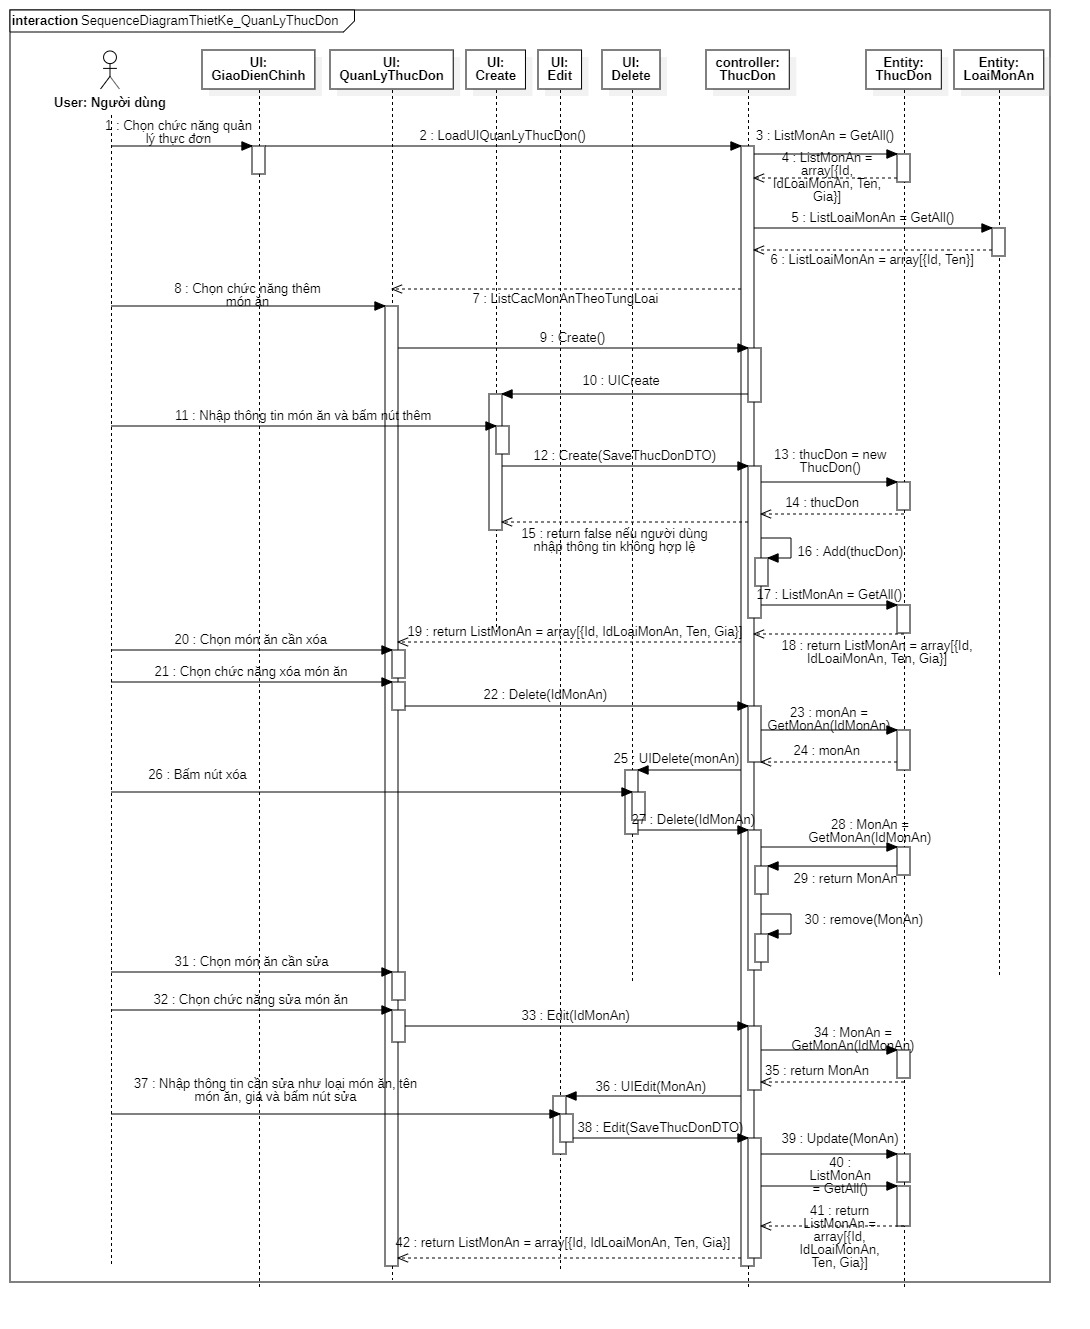 interaction SequenceDiagramThietKe_QuanLyThucDon
UI:
GiaoDienChinh
UI:
QuanLyThucDon
UI:
Create
UI:
Edit
UI:
Delete
controller:
ThucDon
Entity:
ThucDon
Entity:
LoaiMonAn
User: Người dùng
1 : Chọn chức năng quản
lý thực đơn
2 : LoadUIQuanLyThucDon()
3 : ListMonAn = GetAll()
4 : ListMonAn =
array[{Id,
IdLoaiMonAn, Ten,
Gia}]
5 : ListLoaiMonAn = GetAll()
6 : ListLoaiMonAn = array[{Id, Ten}]
7 : ListCacMonAnTheoTungLoai
8 : Chọn chức năng thêm
món ăn
9 : Create()
10 : UICreate
11 : Nhập thông tin món ăn và bấm nút thêm
12 : Create(SaveThucDonDTO)
13 : thucDon = new
ThucDon()
14 : thucDon
15 : return false nếu người dùng
nhập thông tin không hợp lệ
16 : Add(thucDon)
17 : ListMonAn = GetAll()
18 : return ListMonAn = array[{Id,
IdLoaiMonAn, Ten, Gia}]
19 : return ListMonAn = array[{Id, IdLoaiMonAn, Ten, Gia}]
20 : Chọn món ăn cần xóa
21 : Chọn chức năng xóa món ăn
22 : Delete(IdMonAn)
23 : monAn =
GetMonAn(IdMonAn)
24 : monAn
25 : UIDelete(monAn)
26 : Bấm nút xóa
27 : Delete(IdMonAn)
28 : MonAn =
GetMonAn(IdMonAn)
29 : return MonAn
30 : remove(MonAn)
31 : Chọn món ăn cần sửa
32 : Chọn chức năng sửa món ăn
33 : Edit(IdMonAn)
34 : MonAn =
GetMonAn(IdMonAn)
35 : return MonAn
36 : UIEdit(MonAn)
37 : Nhập thông tin cần sửa như loại món ăn, tên
món ăn, giá và bấm nút sửa
38 : Edit(SaveThucDonDTO)
39 : Update(MonAn)
40 :
ListMonAn
= GetAll()
41 : return
ListMonAn =
array[{Id,
IdLoaiMonAn,
Ten, Gia}]
42 : return ListMonAn = array[{Id, IdLoaiMonAn, Ten, Gia}]